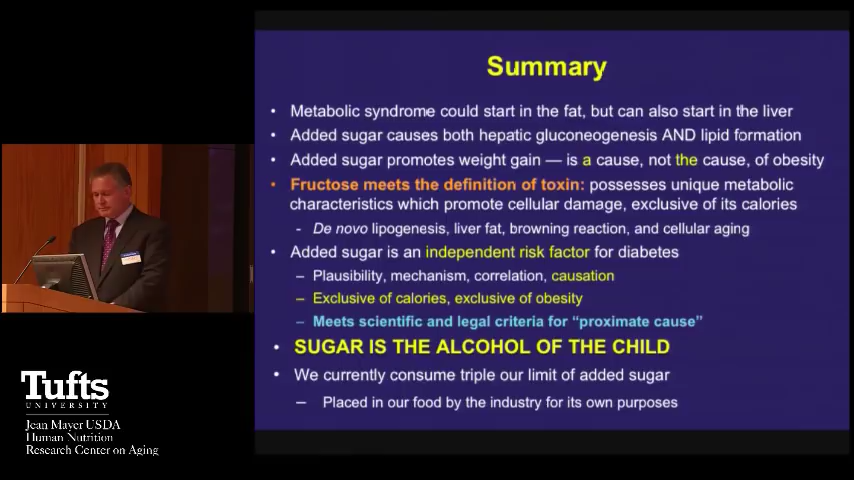 Summary
• Metabolic syndrome could start in the fat, but can also start in the liver
• Added sugar causes both hepatic gluconeogenesis AND lipid formation
• Added sugar promotes weight gain — is a cause, not the cause, of obesity
• Fructose meets the definition of toxin: possesses unique metabolic
characteristics which promote cellular damage, exclusive of its calories
- De novo lipogenesis, liver fat, browning reaction, and cellular aging
• Added sugar is an independent risk factor for diabetes
– Plausibility, mechanism, correlation, causation
– Exclusive of calories, exclusive of obesity
– Meets scientific and legal criteria for “proximate cause”
• SUGAR IS THE ALCOHOL OF THE CHILD
• We currently consume triple our limit of added sugar
– Placed in our food by the industry for its own purposes
Tufts
UNIVERSITY
Jean Mayer USDA
Human Nutrition
Research Center on Aging